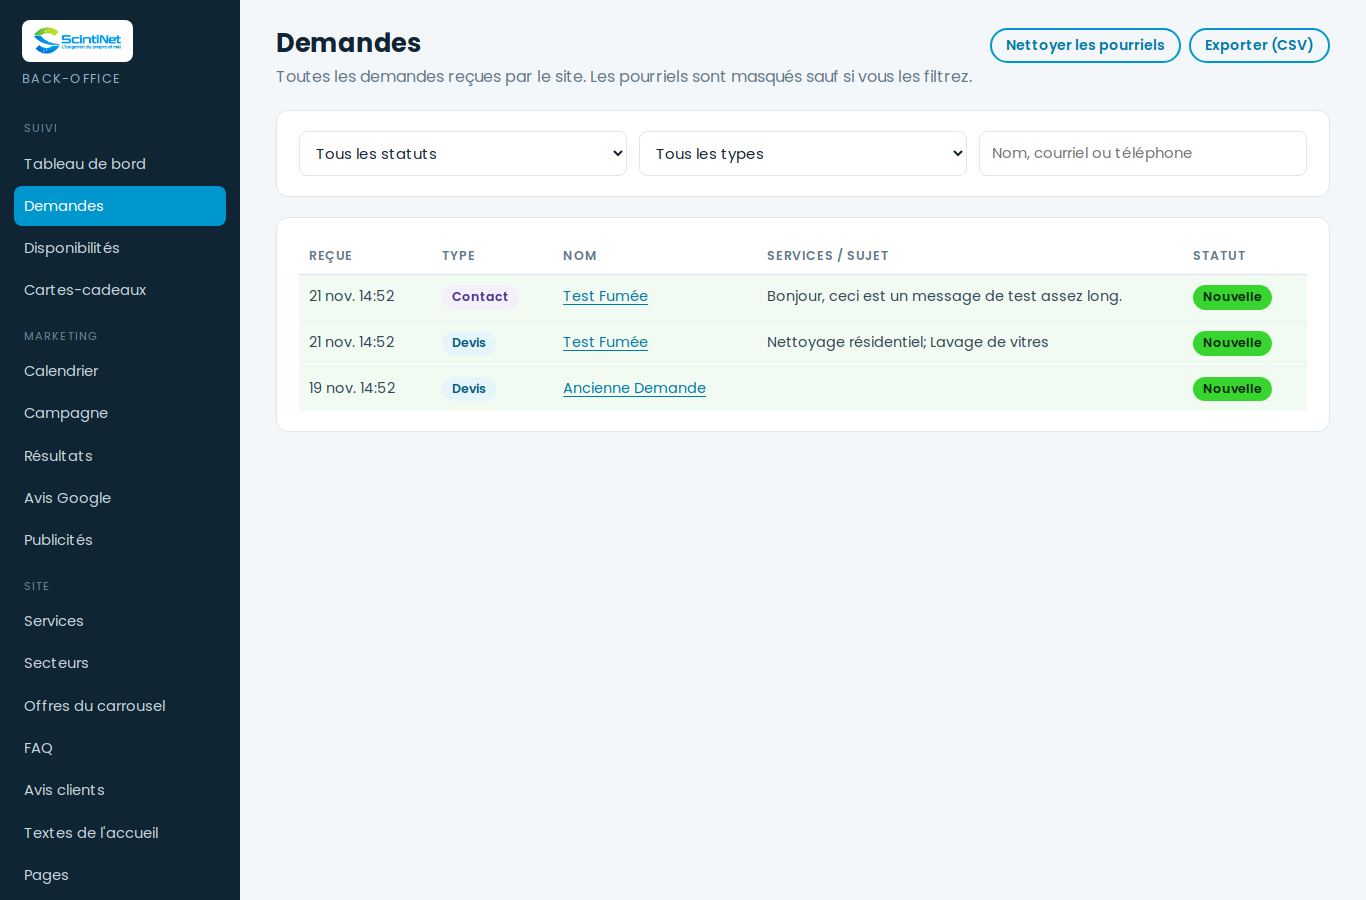 ScintiNet
L'exigence du propre et net
BACK-OFFICE
SUIVI
Tableau de bord
Demandes
Disponibilités
Cartes-cadeaux
MARKETING
Calendrier
Campagne
Résultats
Avis Google
Publicités
SITE
Services
Secteurs
Offres du carrousel
FAQ
Avis clients
Textes de l'accueil
Pages
Demandes
Toutes les demandes reçues par le site. Les pourriels sont masqués sauf si vous les filtrez.
Nettoyer les pourriels
Exporter (CSV)
Tous les statuts
Tous les types
Nom, courriel ou téléphone
REÇUE TYPE NOM SERVICES / SUJET STATUT
21 nov. 14:52 Contact Test Fumée Bonjour, ceci est un message de test assez long. Nouvelle
21 nov. 14:52 Devis Test Fumée Nettoyage résidentiel; Lavage de vitres Nouvelle
19 nov. 14:52 Devis Ancienne Demande Nouvelle